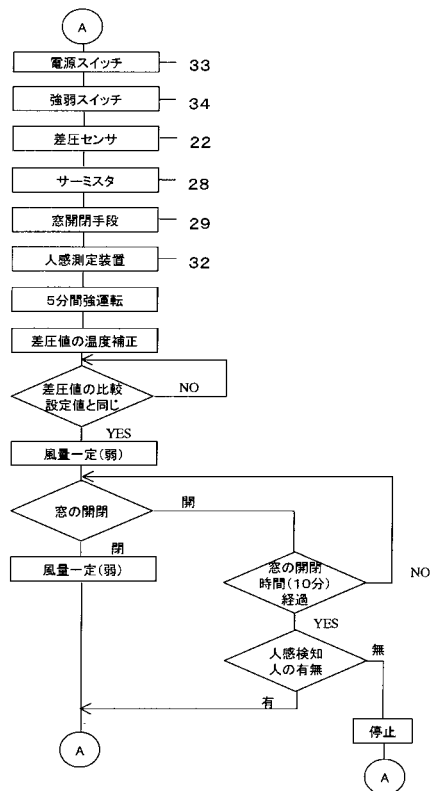 A
電源スイッチ 33
強弱スイッチ 34
差圧センサ 22
サーミスタ 28
窓開閉手段 29
人感測定装置 32
5分間強運転
差圧値の温度補正
差圧値の比較
設定値と同じ
NO
YES
風量一定(弱)
窓の開閉
開
閉
風量一定(弱)
窓の開閉
時間(10分)
経過
NO
YES
人感検知
人の有無
無
有
停止
A
A